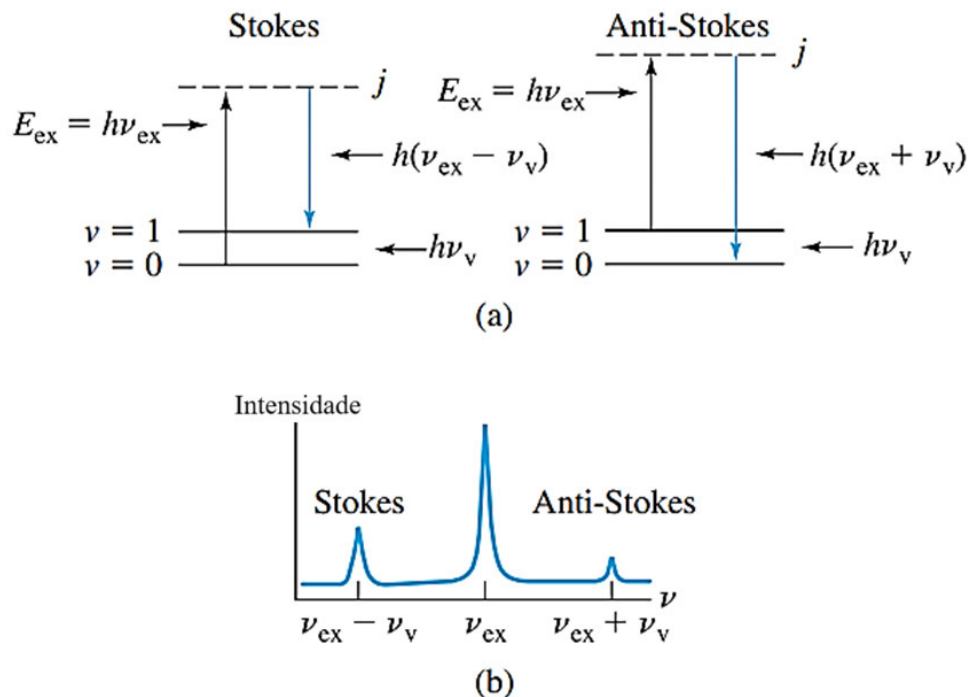 Stokes
Anti-Stokes
j
E_ex = hν_ex
h(ν_ex − ν_v)
v = 1
v = 0
hν_v
j
E_ex = hν_ex
h(ν_ex + ν_v)
v = 1
v = 0
hν_v
(a)
Intensidade
Stokes
Anti-Stokes
ν
ν_ex − ν_v
ν_ex
ν_ex + ν_v
(b)